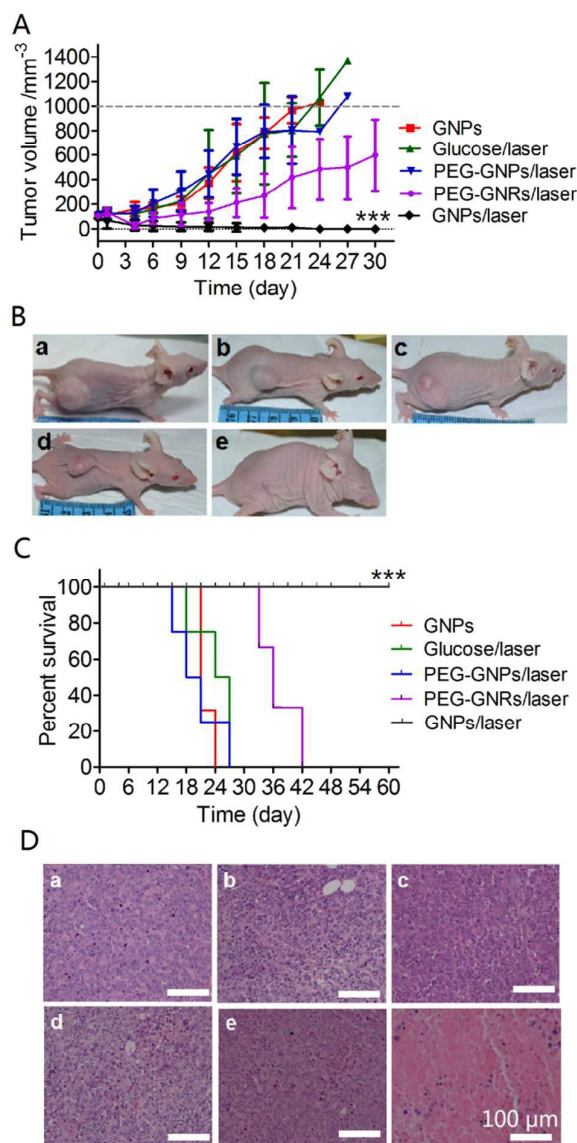 A
Tumor volume /mm-3
1400
1200
1000
800
600
400
200
0
0 3 6 9 12 15 18 21 24 27 30
Time (day)
***
GNPs
Glucose/laser
PEG-GNPs/laser
PEG-GNRs/laser
GNPs/laser
B
a
b
c
d
e
C
Percent survival
100
80
60
40
20
0
0 6 12 18 24 30 36 42 48 54 60
Time (day)
***
GNPs
Glucose/laser
PEG-GNPs/laser
PEG-GNRs/laser
GNPs/laser
D
a
b
c
d
e
100 µm